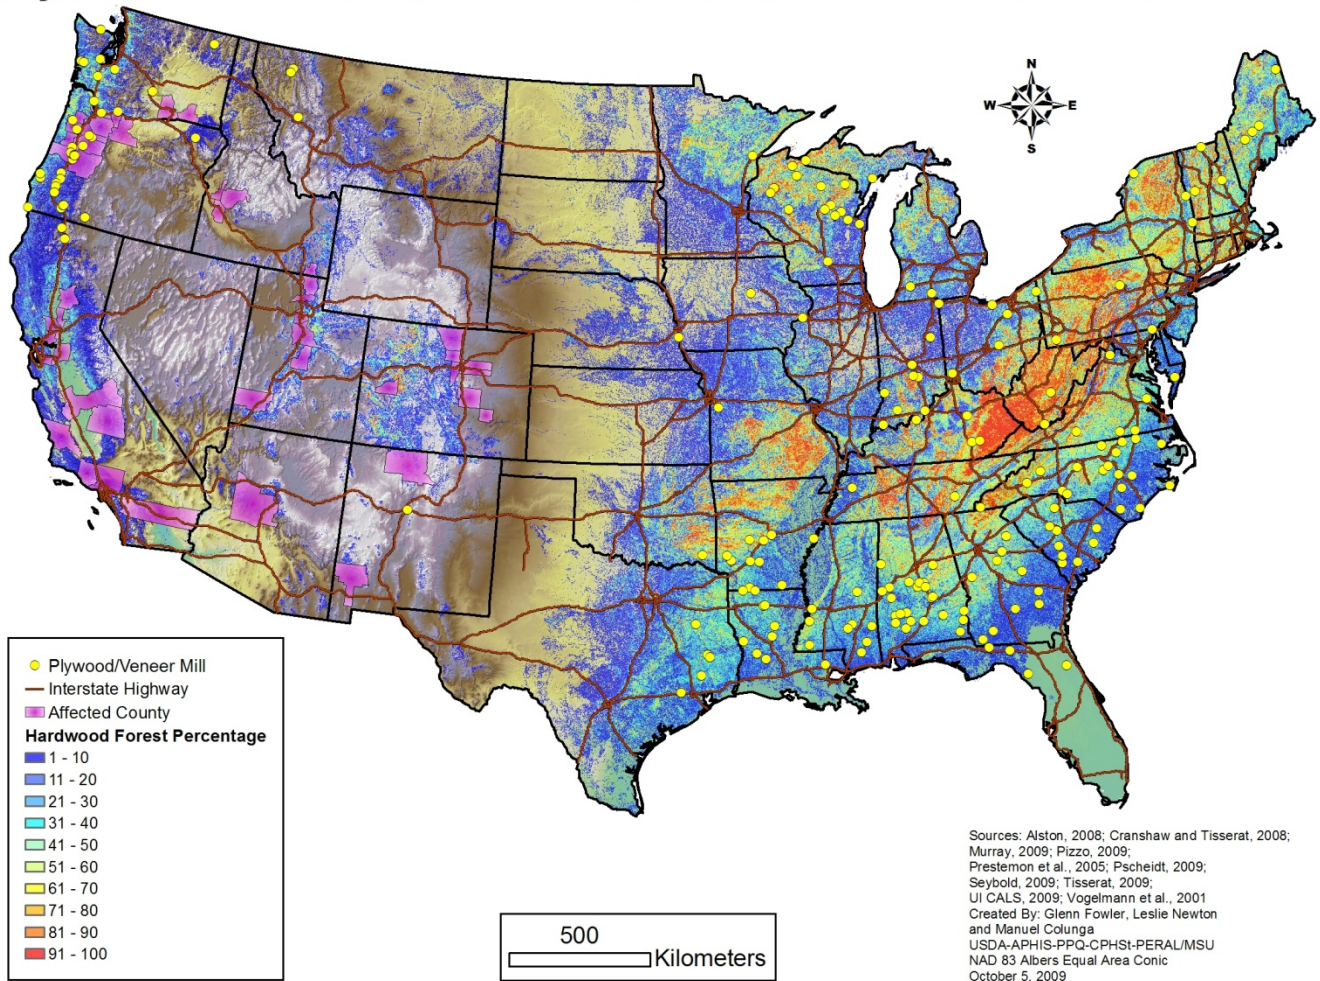 N
W E
S
Plywood/Veneer Mill
Interstate Highway
Affected County
Hardwood Forest Percentage
1 - 10
11 - 20
21 - 30
31 - 40
41 - 50
51 - 60
61 - 70
71 - 80
81 - 90
91 - 100
500
Kilometers
Sources: Alston, 2008; Cranshaw and Tisserat, 2008;
Murray, 2009; Pizzo, 2009;
Prestemon et al., 2005; Pscheidt, 2009;
Seybold, 2009; Tisserat, 2009;
UI CALS, 2009; Vogelmann et al., 2001
Created By: Glenn Fowler, Leslie Newton
and Manuel Colunga
USDA-APHIS-PPQ-CPHSt-PERAL/MSU
NAD 83 Albers Equal Area Conic
October 5, 2009